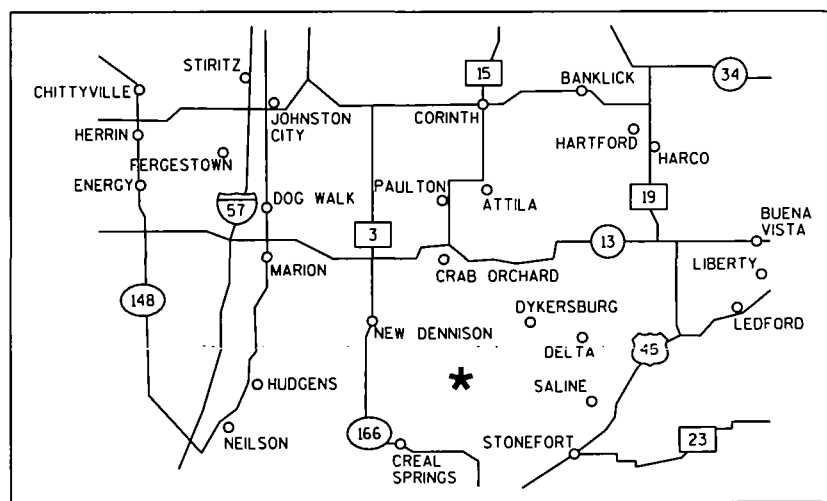 STIRITZ
15
BANKLICK
34
CHITTYVILLE
JOHNSTON
CITY
CORINTH
HERRIN
HARTFORD
HARCO
FERGESTOWN
ENERGY
PAULTON
ATTILA
57
DOG WALK
19
BUENA
VISTA
3
13
MARION
CRAB ORCHARD
LIBERTY
148
DYKERSBURG
LEDFORD
NEW DENNISON
DELTA
45
*
HUDGENS
SALINE
NEILSON
166
CREAL
SPRINGS
STONEFORT
23